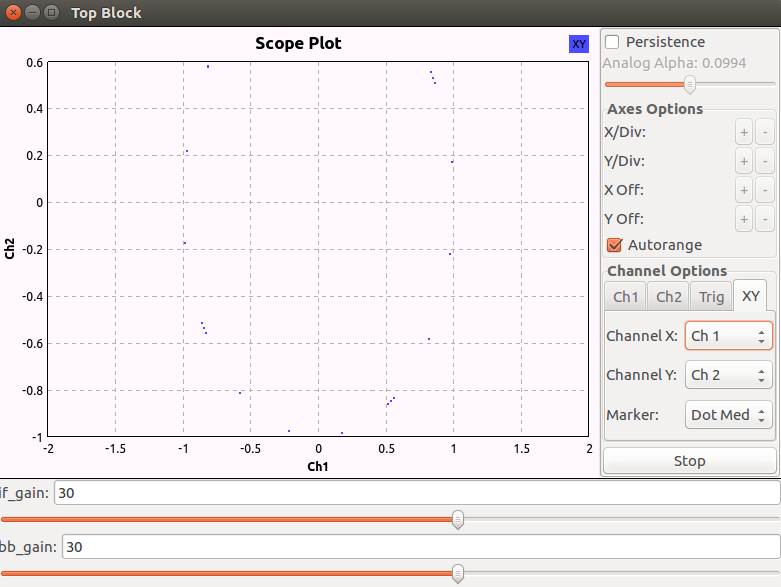 Top Block
Scope Plot
XY
Ch2
0.6
0.4
0.2
0
-0.2
-0.4
-0.6
-0.8
-1
-2
-1.5
-1
-0.5
0
0.5
1
1.5
2
Ch1
Persistence
Analog Alpha: 0.0994
Axes Options
X/Div: + -
Y/Div: + -
X Off: + -
Y Off: + -
Autorange
Channel Options
Ch1 Ch2 Trig XY
Channel X: Ch 1
Channel Y: Ch 2
Marker: Dot Med
Stop
if_gain: 30
bb_gain: 30